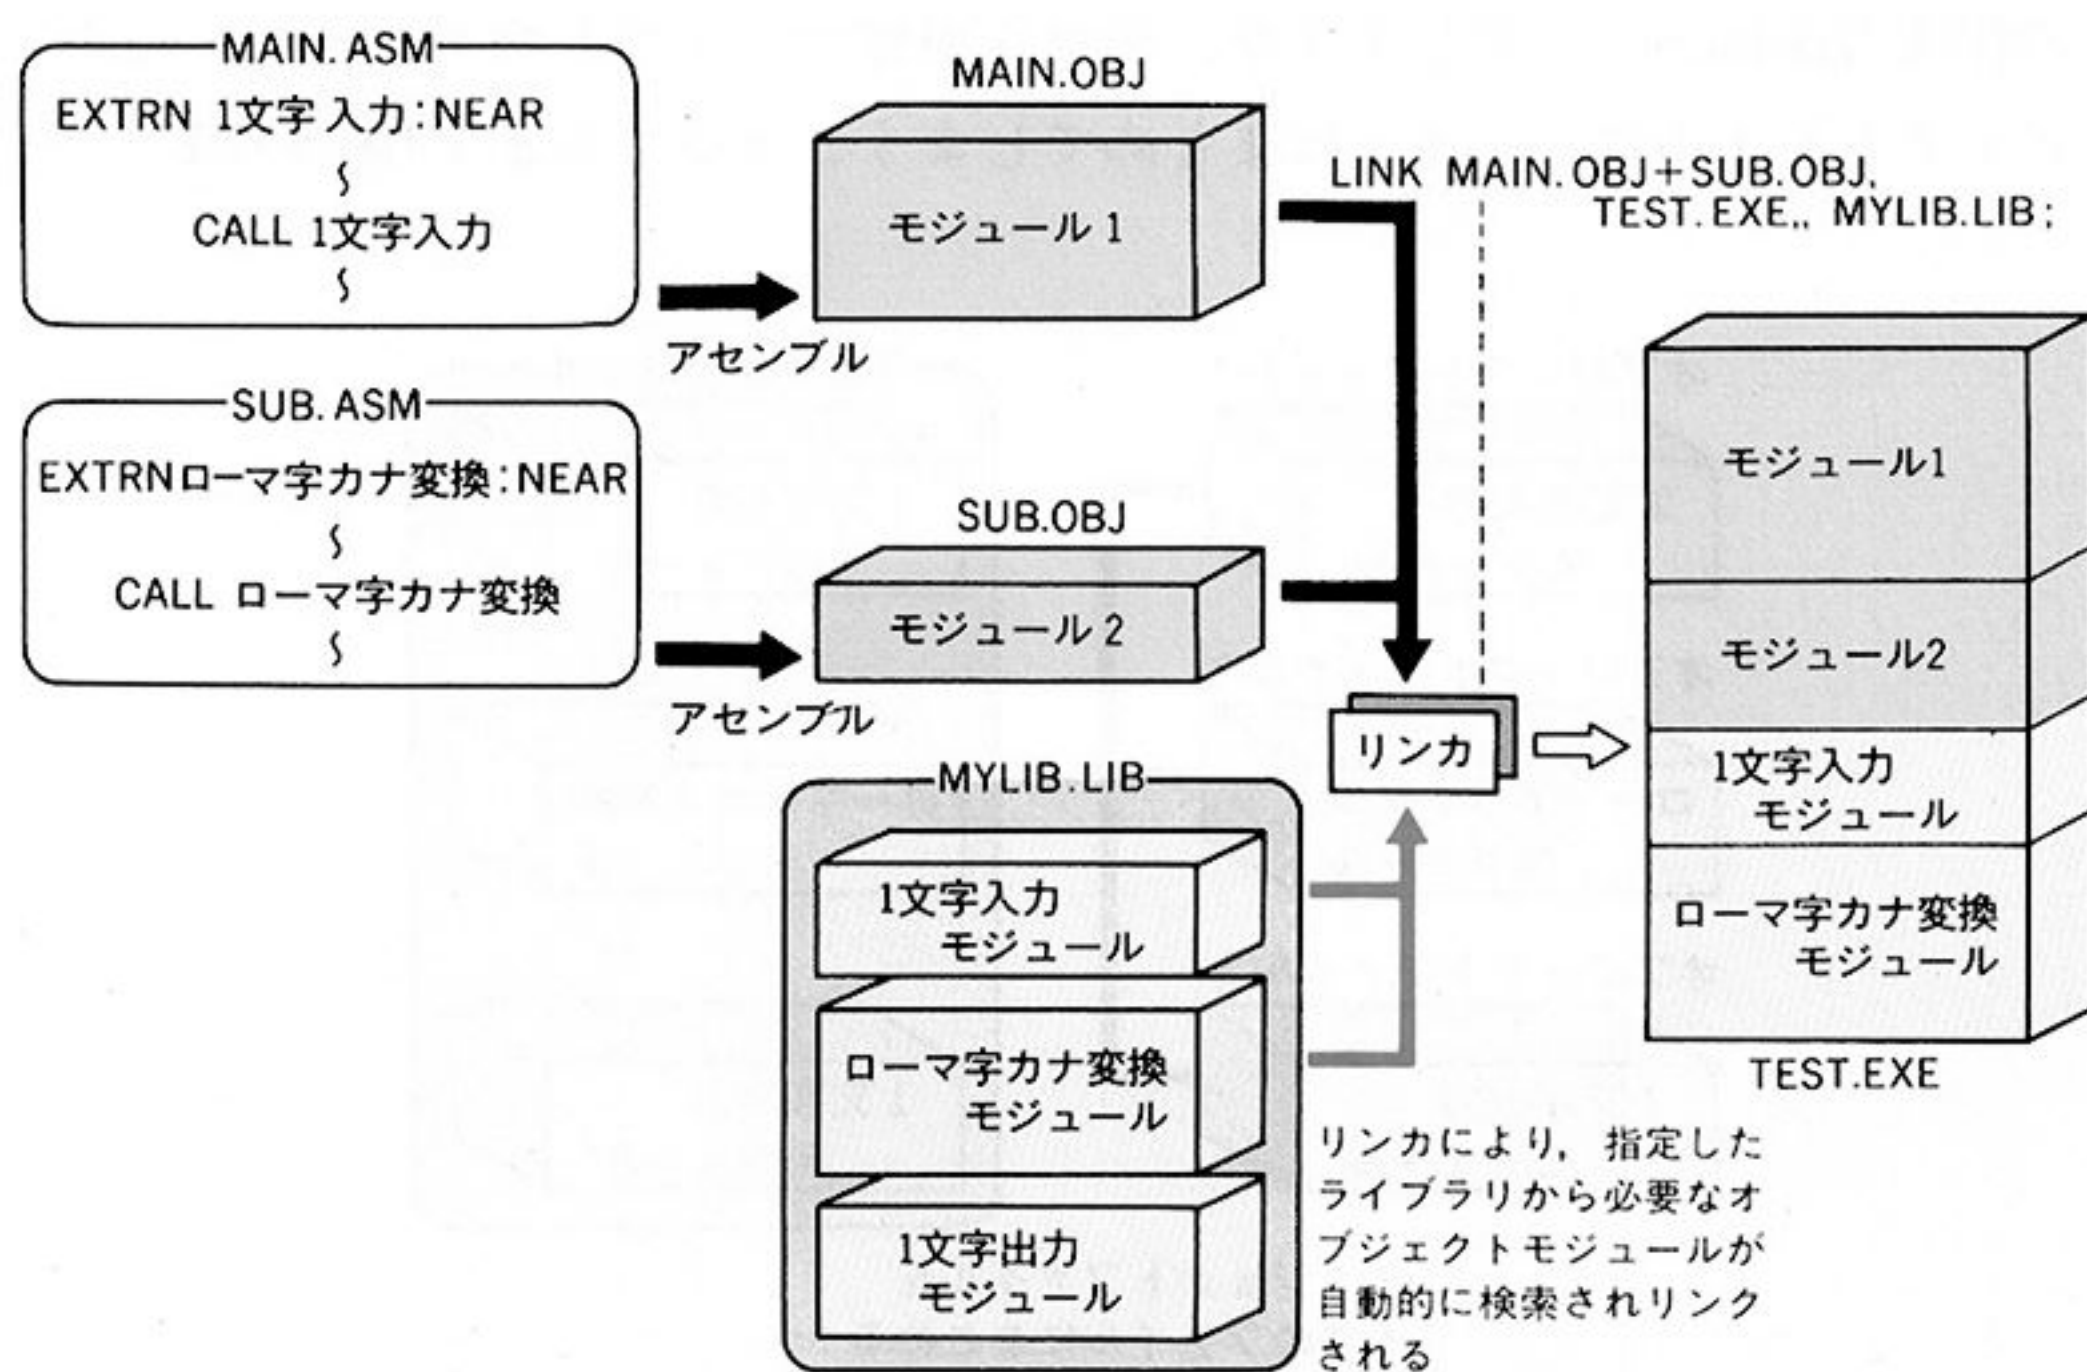 MAIN. ASM
EXTRN 1文字入力:NEAR
⌇
CALL 1文字入力
⌇
アセンブル
MAIN.OBJ
モジュール1
SUB. ASM
EXTRNローマ字カナ変換:NEAR
⌇
CALL ローマ字カナ変換
⌇
アセンブル
SUB.OBJ
モジュール2
LINK MAIN.OBJ+SUB.OBJ,
TEST.EXE,, MYLIB.LIB;
リンカ
MYLIB.LIB
1文字入力
モジュール
ローマ字カナ変換
モジュール
1文字出力
モジュール
リンカにより,指定した
ライブラリから必要なオ
ブジェクトモジュールが
自動的に検索されリンク
される
モジュール1
モジュール2
1文字入力
モジュール
ローマ字カナ変換
モジュール
TEST.EXE